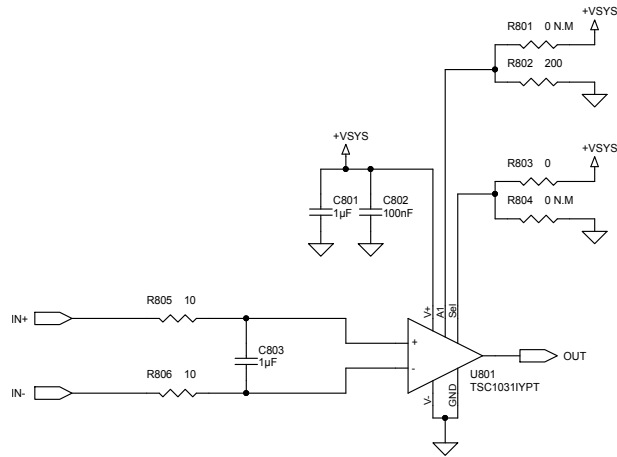 +VSYS
R801 0 N.M
R802 200
+VSYS
+VSYS
R803 0
R804 0 N.M
C801
1µF
C802
100nF
V+
A1
Sel
R805 10
IN+
+
C803
1µF
-
OUT
R806 10
U801
TSC1031IYPT
IN-
V-
GND